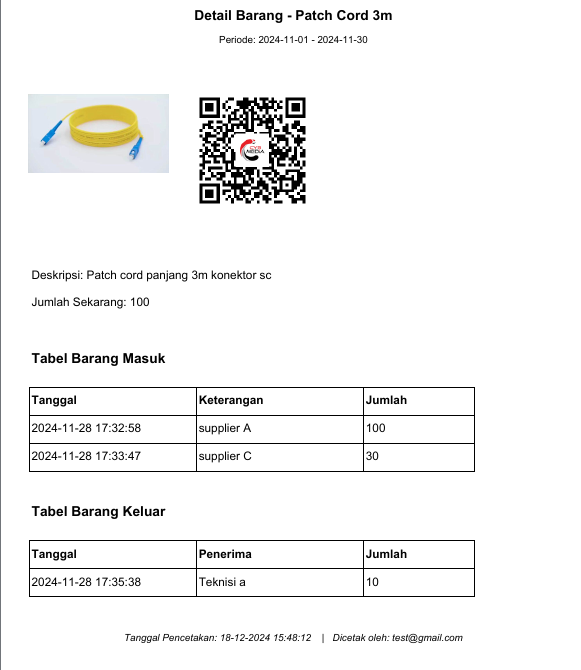 Detail Barang - Patch Cord 3m
Periode: 2024-11-01 - 2024-11-30
MEDIA
Deskripsi: Patch cord panjang 3m konektor sc
Jumlah Sekarang: 100
Tabel Barang Masuk
Tanggal Keterangan Jumlah
2024-11-28 17:32:58 supplier A 100
2024-11-28 17:33:47 supplier C 30
Tabel Barang Keluar
Tanggal Penerima Jumlah
2024-11-28 17:35:38 Teknisi a 10
Tanggal Pencetakan: 18-12-2024 15:48:12 | Dicetak oleh: test@gmail.com